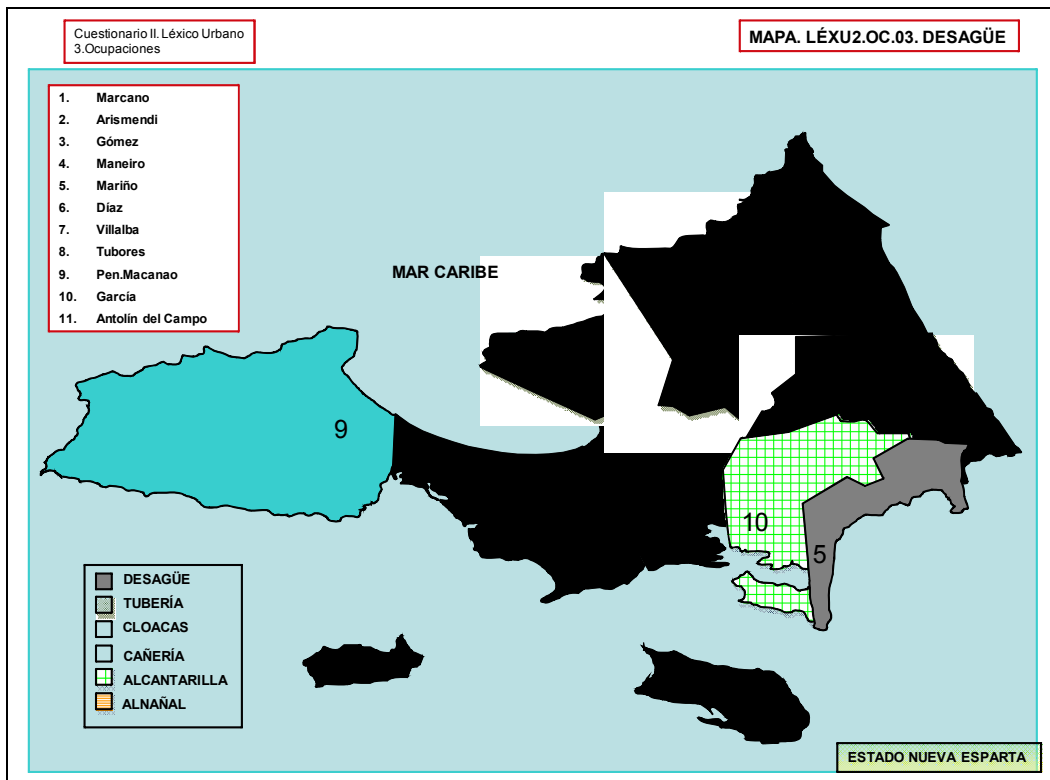 Cuestionario II. Léxico Urbano
3.Ocupaciones
MAPA. LÉXU2.OC.03. DESAGÜE
1. Marcano
2. Arismendi
3. Gómez
4. Maneiro
5. Mariño
6. Díaz
7. Villalba
8. Tubores
9. Pen.Macanao
10. García
11. Antolín del Campo
MAR CARIBE
9
10
5
DESAGÜE
TUBERÍA
CLOACAS
CAÑERÍA
ALCANTARILLA
ALNAÑAL
ESTADO NUEVA ESPARTA